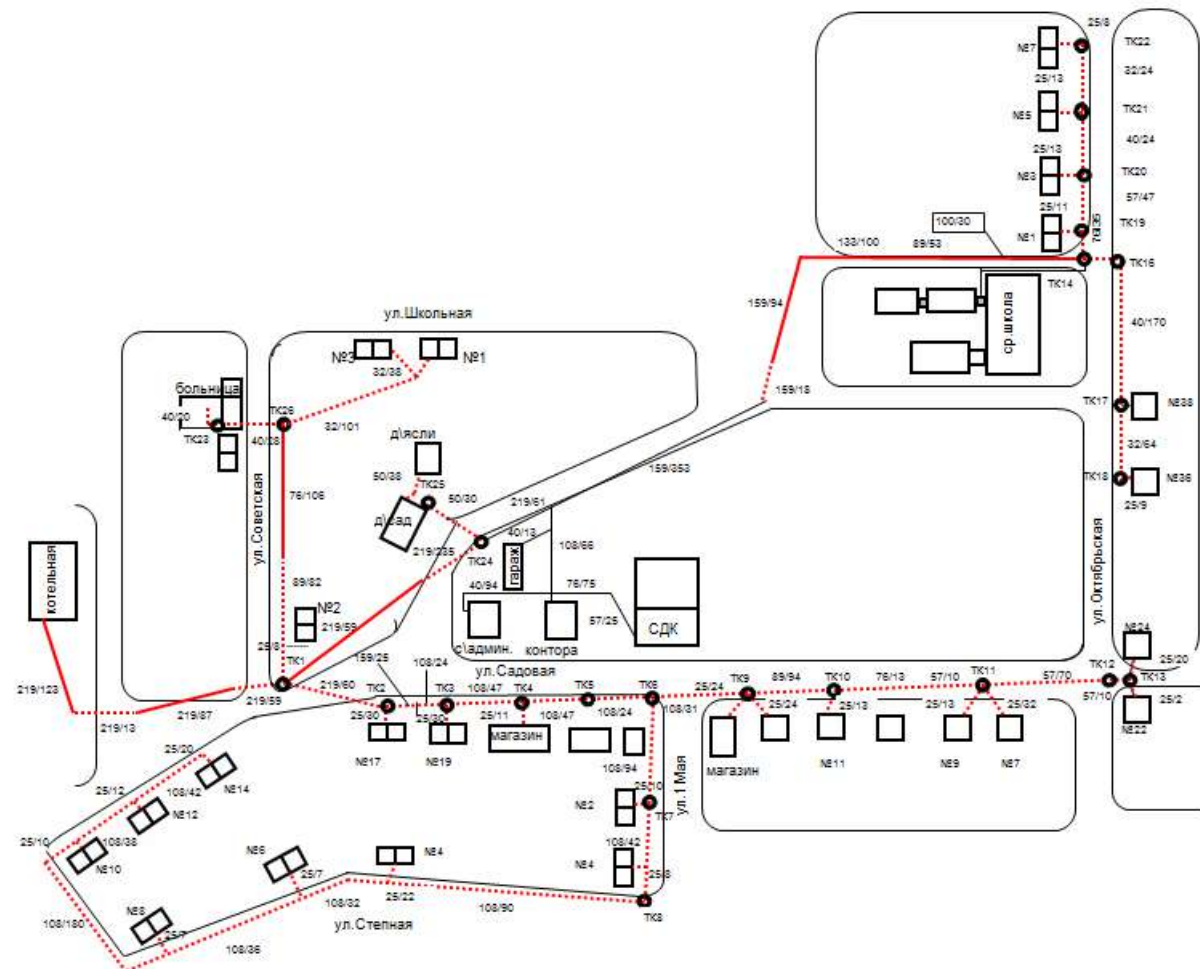 25/8
№7
ТК22
25/13
32/24
№5
ТК21
25/13
40/24
№3
ТК20
25/11
57/47
100/30
№1
ТК19
133/100
89/53
76/35
ТК16
ТК14
159/94
ул.Школьная
ср.школа
40/170
№3
№1
32/38
больница
159/18
40/20
ТК26
ТК23
40/28
32/101
д\ясли
ТК17
№38
50/38
159/353
32/64
ТК25
ТК18
№36
76/106
50/30
219/61
25/9
ул.Советская
д\сад
40/13
219/235
ТК24
108/66
гараж
ул.Октябрьская
котельная
40/94
76/75
89/82
№2
57/25
219/59
СДК
№24
25/8
с\админ.
контора
ТК1
159/25
108/24
ул.Садовая
25/20
219/123
219/59
219/60
ТК2
ТК3
108/47
ТК4
ТК5
ТК6
ТК9
89/94
ТК10
76/13
57/10
ТК11
57/70
ТК12
ТК13
25/24
57/10
219/13
219/87
25/30
25/30
25/11
108/47
108/24
108/31
25/24
25/13
25/13
25/32
25/2
№22
магазин
№17
№19
25/20
108/94
магазин
№11
№9
№7
ул.1 Мая
25/12
108/42
№14
25/10
№2
ТК7
№12
25/10
108/38
108/42
№10
№6
№4
№4
25/8
25/7
25/22
108/32
108/90
ТК8
№8
108/180
25/7
ул.Степная
108/36